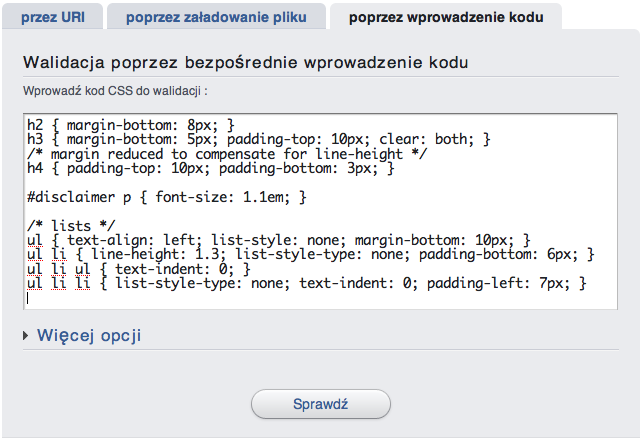 przez URI
poprzez załadowanie pliku
poprzez wprowadzenie kodu
Walidacja poprzez bezpośrednie wprowadzenie kodu
Wprowadź kod CSS do walidacji :
h2 { margin-bottom: 8px; }
h3 { margin-bottom: 5px; padding-top: 10px; clear: both; }
/* margin reduced to compensate for line-height */
h4 { padding-top: 10px; padding-bottom: 3px; }
#disclaimer p { font-size: 1.1em; }
/* lists */
ul { text-align: left; list-style: none; margin-bottom: 10px; }
ul li { line-height: 1.3; list-style-type: none; padding-bottom: 6px; }
ul li ul { text-indent: 0; }
ul li li { list-style-type: none; text-indent: 0; padding-left: 7px; }
Więcej opcji
Sprawdź